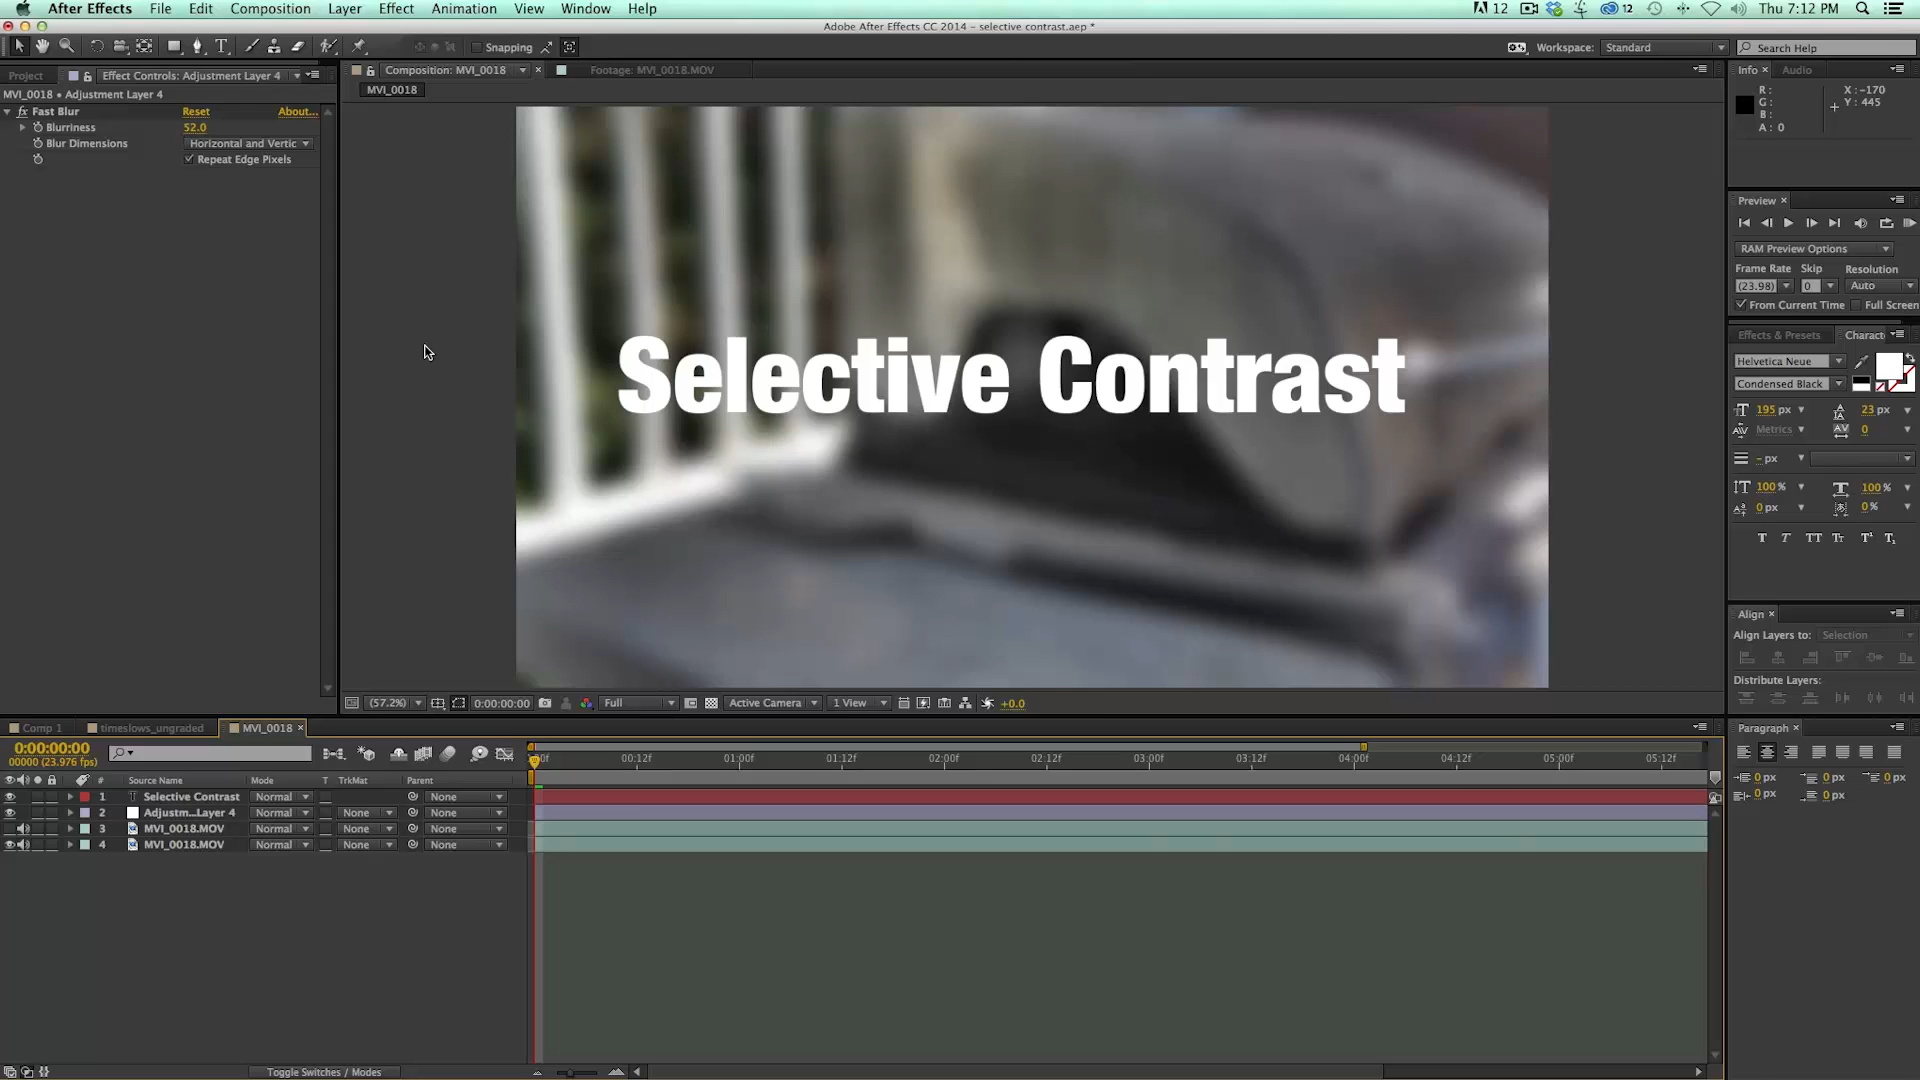 After Effects File Edit Composition Layer Effect Animation View Window Help
12 12 Thu 7:12 PM
Adobe After Effects CC 2014 – selective contrast.aep *
Snapping
Workspace: Standard
Search Help
Project
Effect Controls: Adjustment Layer 4
MVI_0018 • Adjustment Layer 4
fx Fast Blur Reset About...
Blurriness 52.0
Blur Dimensions Horizontal and Vertic
Repeat Edge Pixels
Composition: MVI_0018
Footage: MVI_0018.MOV
MVI_0018
Selective Contrast
(57.2%) 0:00:00:00 Full Active Camera 1 View +0.0
Info Audio
R :
G :
B :
A : 0
X : -170
Y : 445
Preview
RAM Preview Options
Frame Rate Skip Resolution
(23.98) 0 Auto
From Current Time Full Screen
Effects & Presets Charact
Helvetica Neue
Condensed Black
195 px 23 px
Metrics 0
- px
100 % 100 %
0 px 0 %
T T TT Tr T¹ T₁
Align
Align Layers to: Selection
Distribute Layers:
Comp 1 timeslows_ungraded MVI_0018
0:00:00:00
00000 (23.976 fps)
# Source Name Mode T TrkMat Parent
00:12f 01:00f 01:12f 02:00f 02:12f 03:00f 03:12f 04:00f 04:12f 05:00f 05:12f
1 T Selective Contrast Normal None
2 Adjustm...Layer 4 Normal None None
3 MVI_0018.MOV Normal None None
4 MVI_0018.MOV Normal None None
Toggle Switches / Modes
Paragraph
0 px 0 px 0 px
0 px 0 px